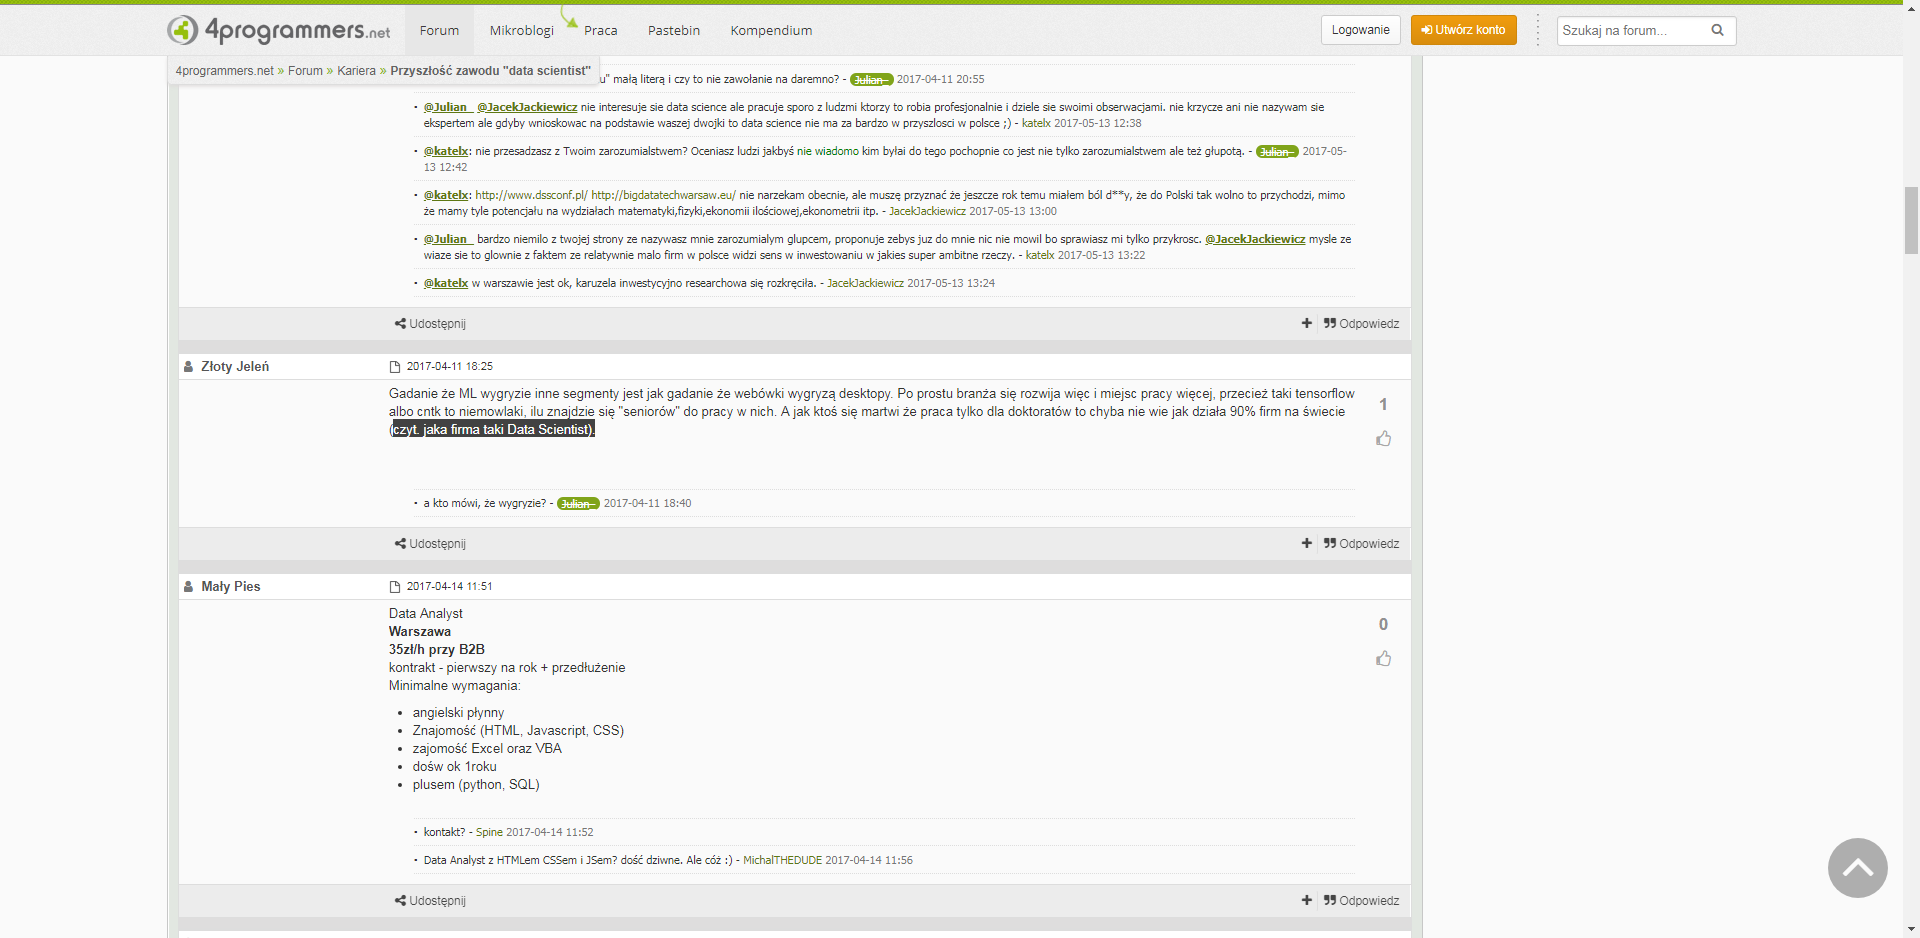 4programmers.net
Forum
Mikroblogi
Praca
Pastebin
Kompendium
Logowanie
Utwórz konto
Szukaj na forum...
4programmers.net » Forum » Kariera » Przyszłość zawodu "data scientist"
u" małą literą i czy to nie zawołanie na daremno? - Julian_ 2017-04-11 20:55
@Julian_ @JacekJackiewicz nie interesuje sie data science ale pracuje sporo z ludzmi ktorzy to robia profesjonalnie i dziele sie swoimi obserwacjami. nie krzycze ani nie nazywam sie
ekspertem ale gdyby wnioskowac na podstawie waszej dwojki to data science nie ma za bardzo w przyszlosci w polsce ;) - katelx 2017-05-13 12:38
@katelx: nie przesadzasz z Twoim zarozumialstwem? Oceniasz ludzi jakbyś nie wiadomo kim byłai do tego pochopnie co jest nie tylko zarozumialstwem ale też głupotą. - Julian_ 2017-05-
13 12:42
@katelx: http://www.dssconf.pl/ http://bigdatatechwarsaw.eu/ nie narzekam obecnie, ale muszę przyznać że jeszcze rok temu miałem ból d**y, że do Polski tak wolno to przychodzi, mimo
że mamy tyle potencjału na wydziałach matematyki,fizyki,ekonomii ilościowej,ekonometrii itp. - JacekJackiewicz 2017-05-13 13:00
@Julian_ bardzo niemilo z twojej strony ze nazywasz mnie zarozumialym glupcem, proponuje zebys juz do mnie nic nie mowil bo sprawiasz mi tylko przykrosc. @JacekJackiewicz mysle ze
wiaze sie to glownie z faktem ze relatywnie malo firm w polsce widzi sens w inwestowaniu w jakies super ambitne rzeczy. - katelx 2017-05-13 13:22
@katelx w warszawie jest ok, karuzela inwestycyjno researchowa się rozkręciła. - JacekJackiewicz 2017-05-13 13:24
Udostępnij
Odpowiedz
Złoty Jeleń
2017-04-11 18:25
Gadanie że ML wygryzie inne segmenty jest jak gadanie że webówki wygryzą desktopy. Po prostu branża się rozwija więc i miejsc pracy więcej, przecież taki tensorflow
albo cntk to niemowlaki, ilu znajdzie się "seniorów" do pracy w nich. A jak ktoś się martwi że praca tylko dla doktoratów to chyba nie wie jak działa 90% firm na świecie
(czyt. jaka firma taki Data Scientist).
1
a kto mówi, że wygryzie? - Julian_ 2017-04-11 18:40
Udostępnij
Odpowiedz
Mały Pies
2017-04-14 11:51
Data Analyst
Warszawa
35zł/h przy B2B
kontrakt - pierwszy na rok + przedłużenie
Minimalne wymagania:
0
angielski płynny
Znajomość (HTML, Javascript, CSS)
zajomość Excel oraz VBA
dośw ok 1roku
plusem (python, SQL)
kontakt? - Spine 2017-04-14 11:52
Data Analyst z HTMLem CSSem i JSem? dość dziwne. Ale cóż :) - MichalTHEDUDE 2017-04-14 11:56
Udostępnij
Odpowiedz